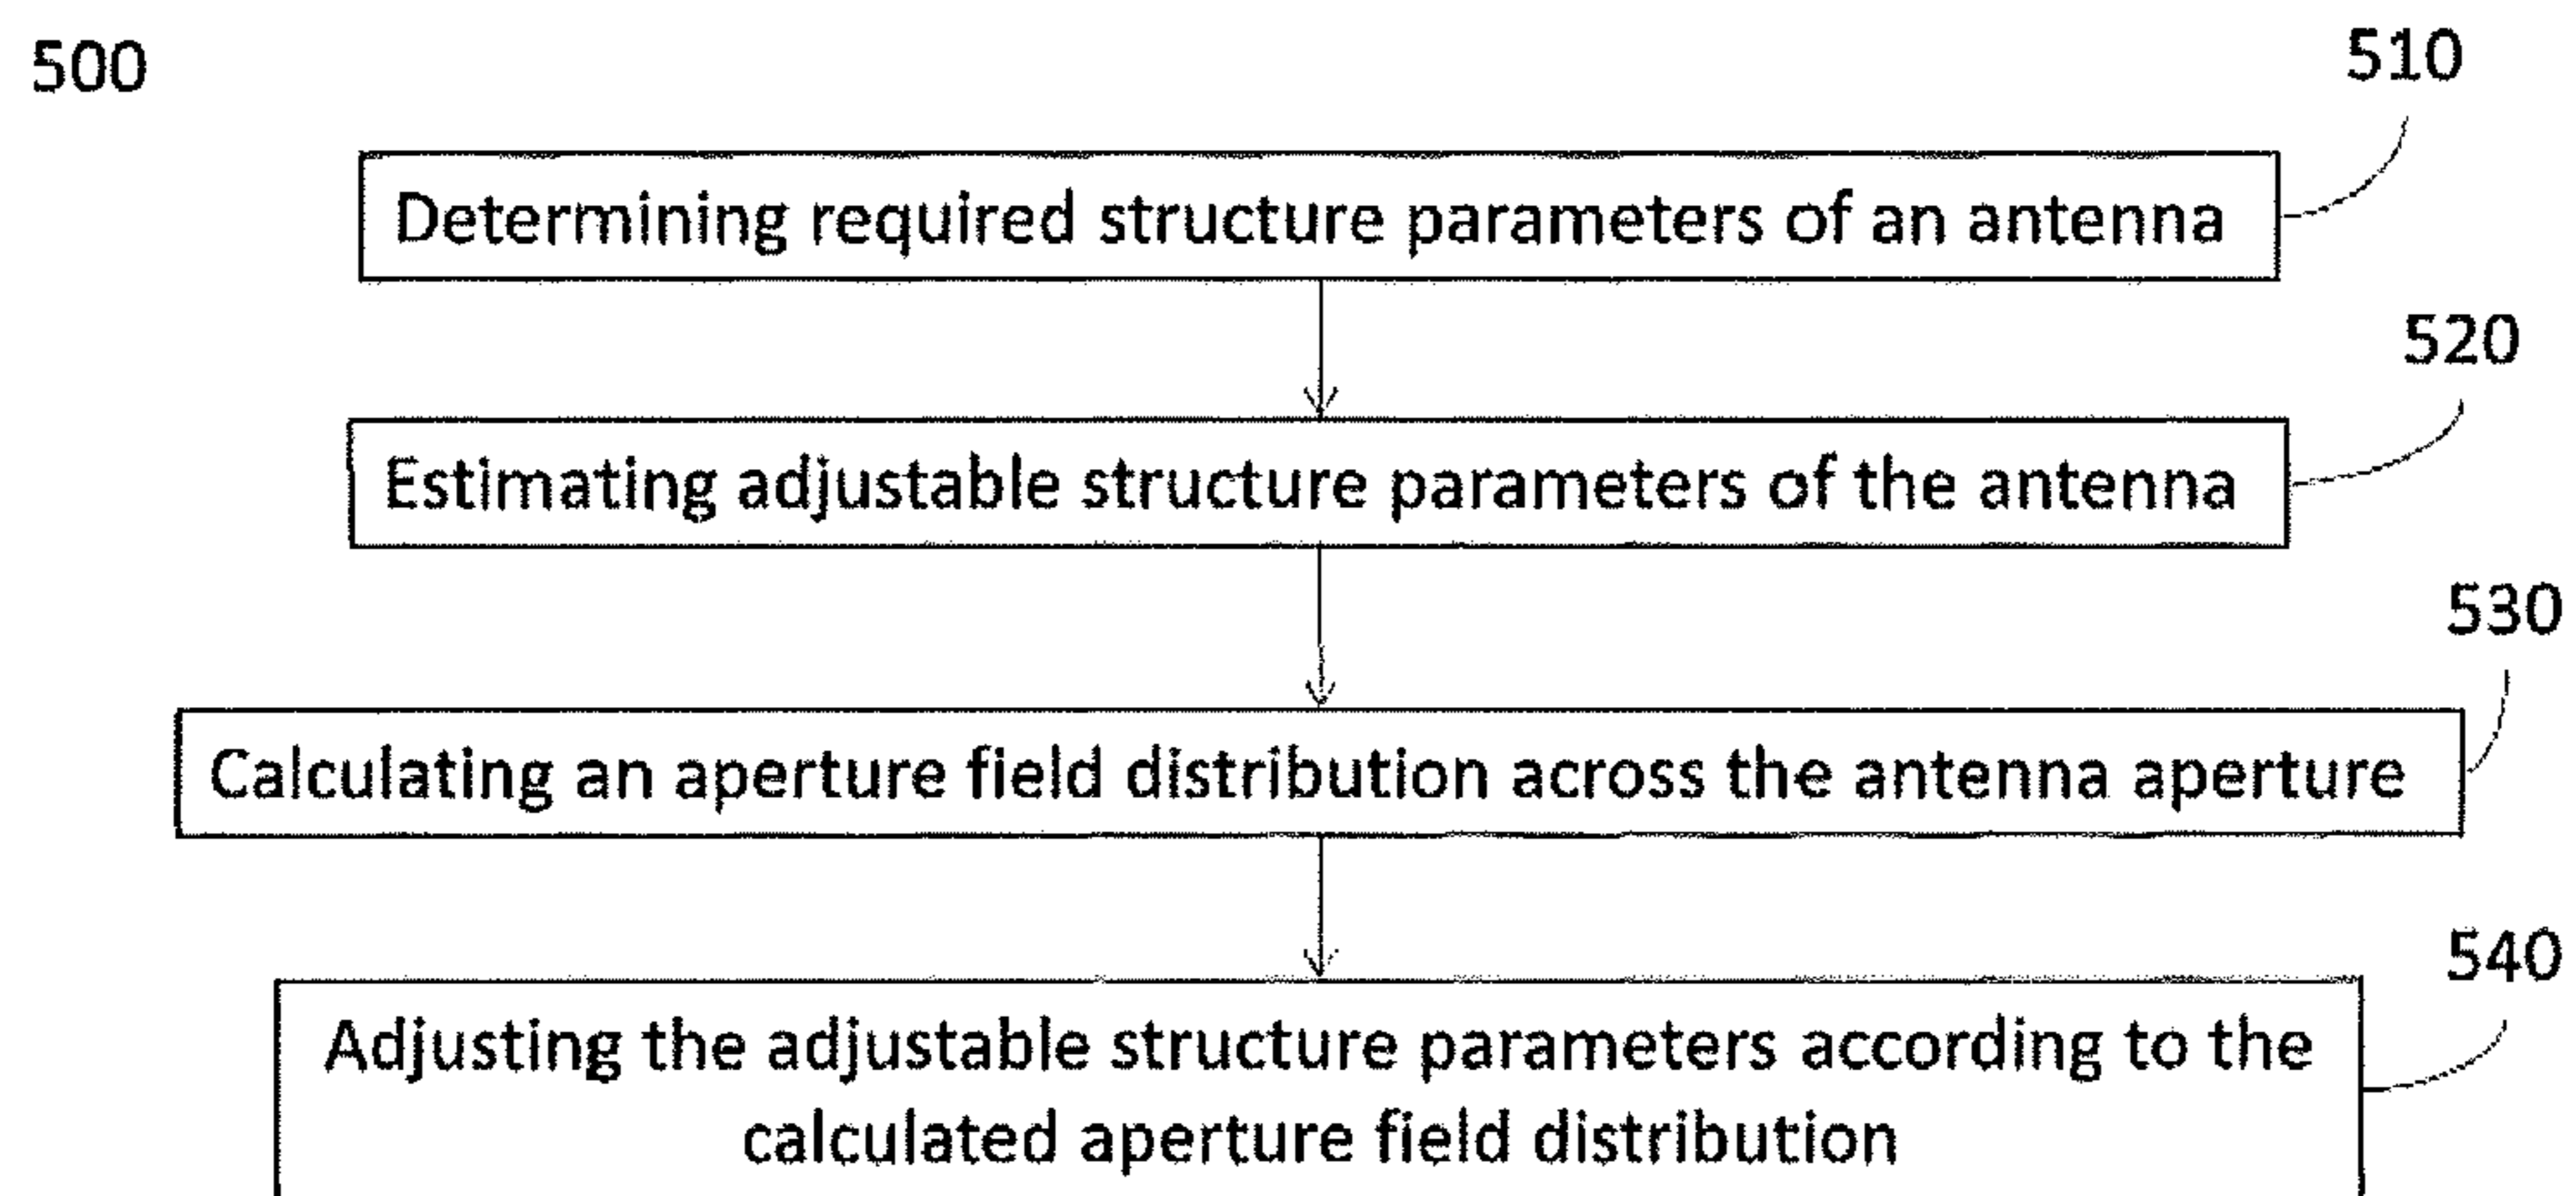 500
510
Determining required structure parameters of an antenna
520
Estimating adjustable structure parameters of the antenna
530
Calculating an aperture field distribution across the antenna aperture
540
Adjusting the adjustable structure parameters according to the
calculated aperture field distribution